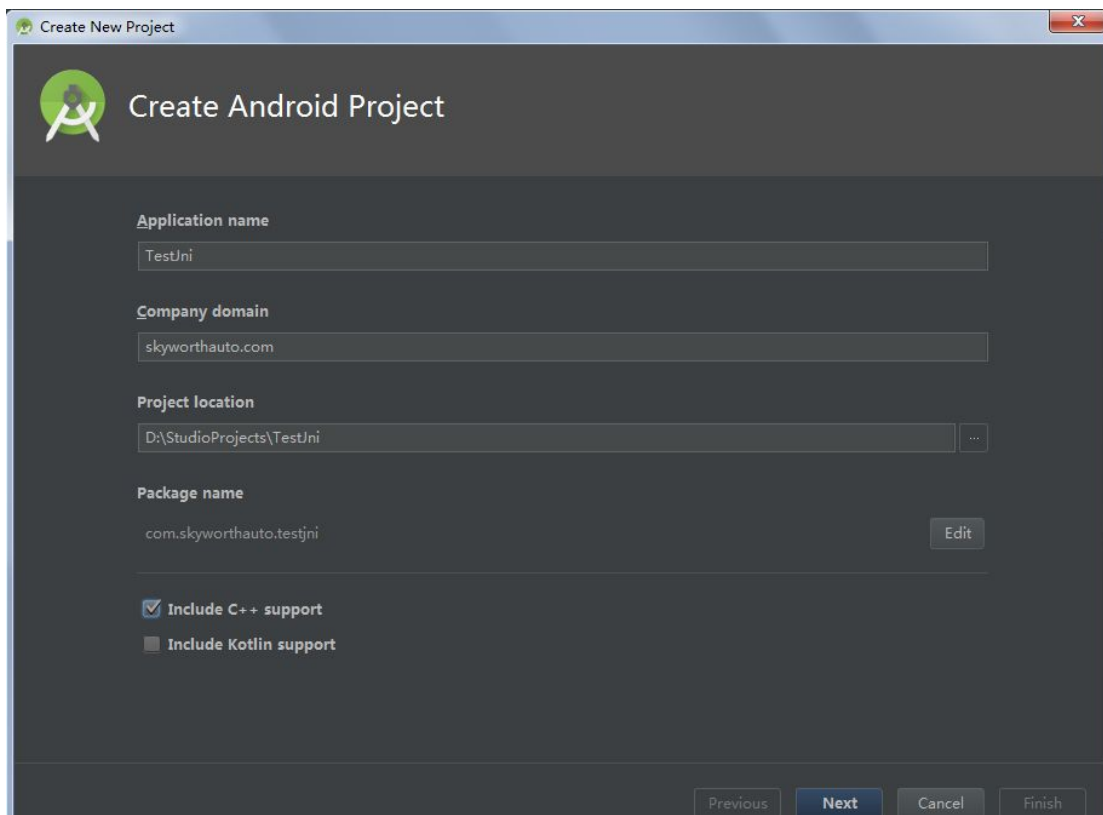 Create New Project
Create Android Project
Application name
TestJni
Company domain
skyworthauto.com
Project location
D:\StudioProjects\TestJni
...
Package name
com.skyworthauto.testjni
Edit
Include C++ support
Include Kotlin support
Previous
Next
Cancel
Finish